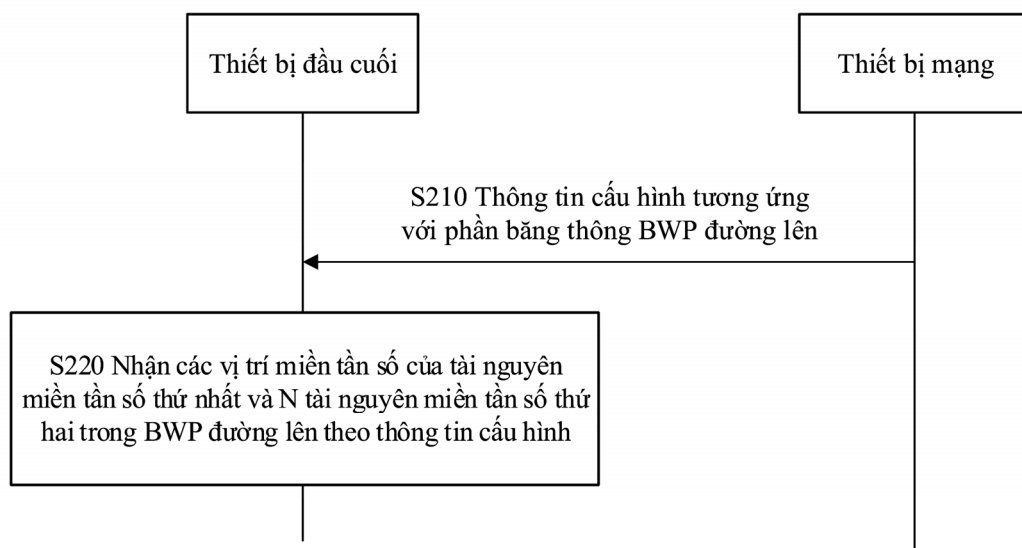 Thiết bị đầu cuối
Thiết bị mạng
S210 Thông tin cấu hình tương ứng
với phần băng thông BWP đường lên
S220 Nhận các vị trí miền tần số của tài nguyên
miền tần số thứ nhất và N tài nguyên miền tần số thứ
hai trong BWP đường lên theo thông tin cấu hình